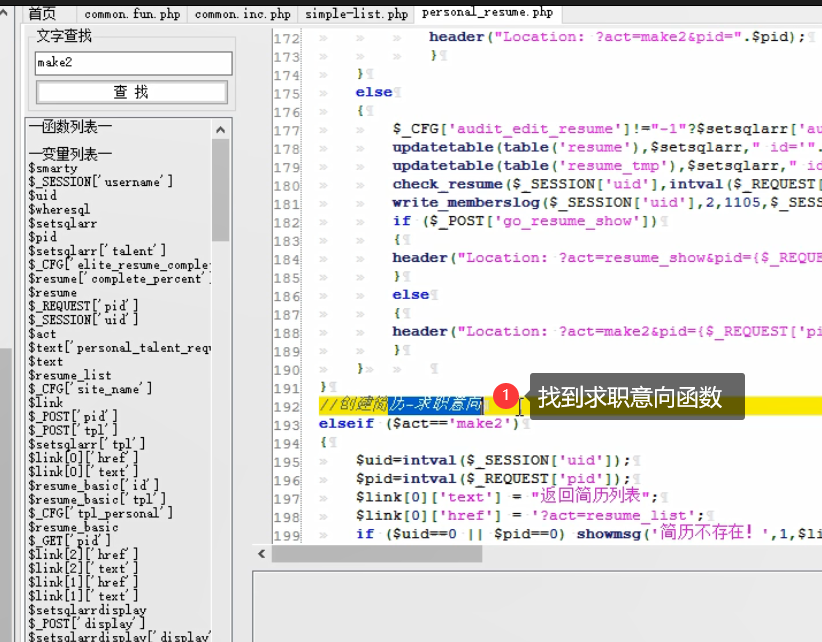 首页 common.fun.php common.inc.php simple-list.php personal_resume.php
文字查找
make2
查 找
一函数列表一
一变量列表一
$smarty
$_SESSION['username']
$uid
$wheresql
$setsqlarr
$pid
$setsqlarr['talent']
$_CFG['elite_resume_comple
$resume['complete_percent']
$resume
$_REQUEST['pid']
$_SESSION['uid']
$act
$text['personal_talent_requ
$text
$resume_list
$_CFG['site_name']
$link
$_POST['pid']
$_POST['tpl']
$setsqlarr['tpl']
$link[0]['href']
$link[0]['text']
$resume_basic['id']
$resume_basic['tpl']
$_CFG['tpl_personal']
$resume_basic
$_GET['pid']
$link[2]['href']
$link[2]['text']
$link[1]['href']
$link[1]['text']
$setsqlarrdisplay
$_POST['display']
$setsqlarrdisplay['display'
172 header("Location: ?act=make2&pid=".$pid);
173 }
174 }
175 else
176 {
177 $_CFG['audit_edit_resume']!="-1"?$setsqlarr['au
178 updatetable(table('resume'),$setsqlarr," id='".
179 updatetable(table('resume_tmp'),$setsqlarr," id
180 check_resume($_SESSION['uid'],intval($_REQUEST[
181 write_memberslog($_SESSION['uid'],2,1105,$_SESS
182 if ($_POST['go_resume_show'])
183 {
184 header("Location: ?act=resume_show&pid={$_REQUE
185 }
186 else
187 {
188 header("Location: ?act=make2&pid={$_REQUEST['pi
189 }
190 }
191 }
192 //创建简历-求职意向
1 找到求职意向函数
193 elseif ($act=='make2')
194 {
195 $uid=intval($_SESSION['uid']);
196 $pid=intval($_REQUEST['pid']);
197 $link[0]['text'] = "返回简历列表";
198 $link[0]['href'] = '?act=resume_list';
199 if ($uid==0 || $pid==0) showmsg('简历不存在！',1,$li